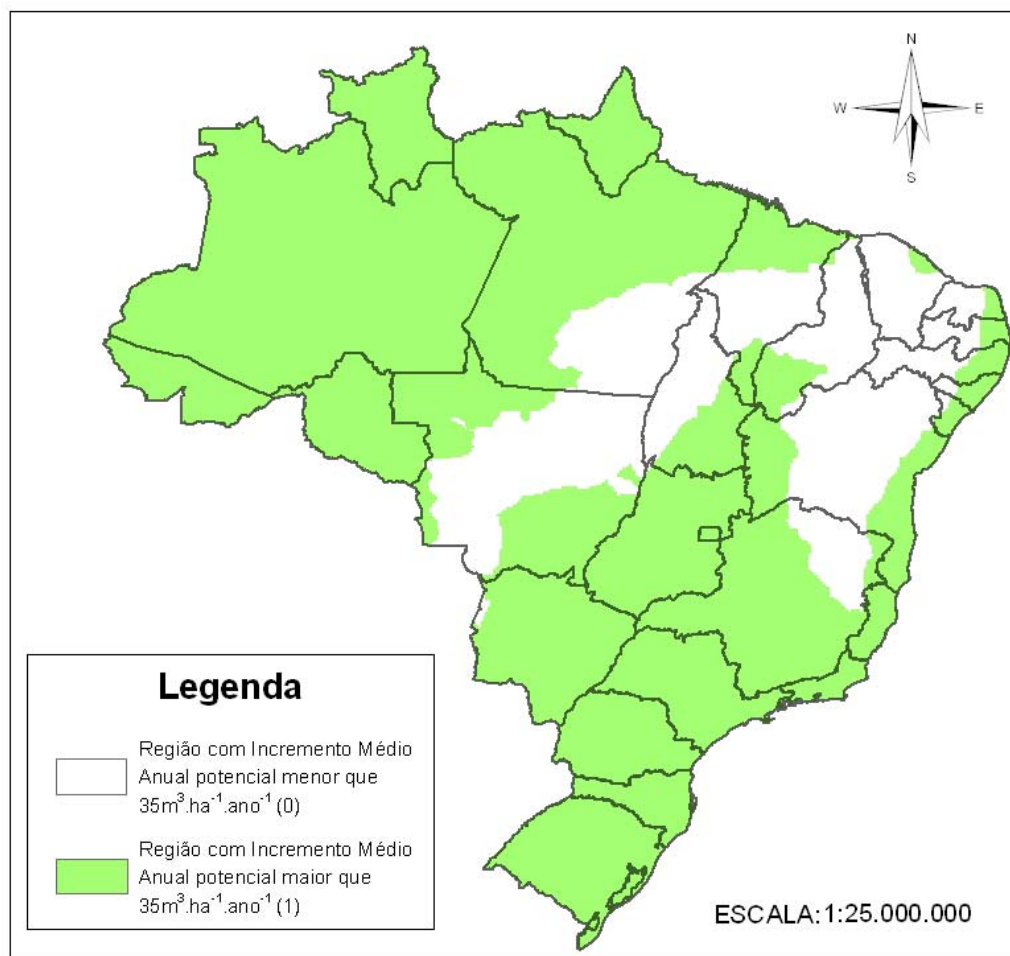 N
W
E
S
Legenda
Região com Incremento Médio
Anual potencial menor que
35m³.ha⁻¹.ano⁻¹ (0)
Região com Incremento Médio
Anual potencial maior que
35m³.ha⁻¹.ano⁻¹ (1)
ESCALA:1:25.000.000